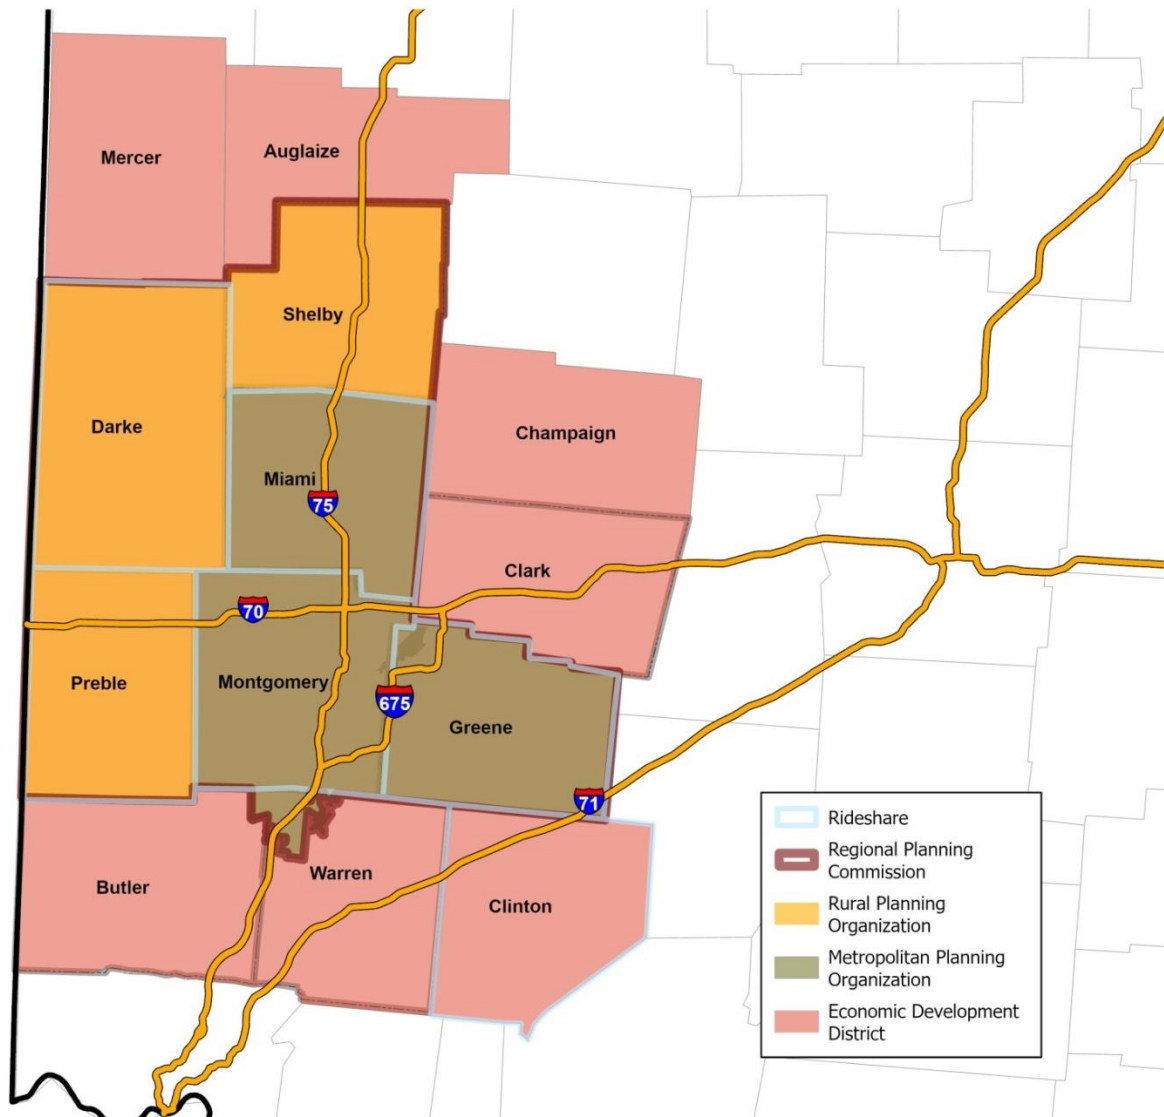 Mercer
Auglaize
Shelby
Darke
Champaign
Miami
75
Clark
70
Preble
Montgomery
675
Greene
71
Butler
Warren
Clinton
Rideshare
Regional Planning
Commission
Rural Planning
Organization
Metropolitan Planning
Organization
Economic Development
District